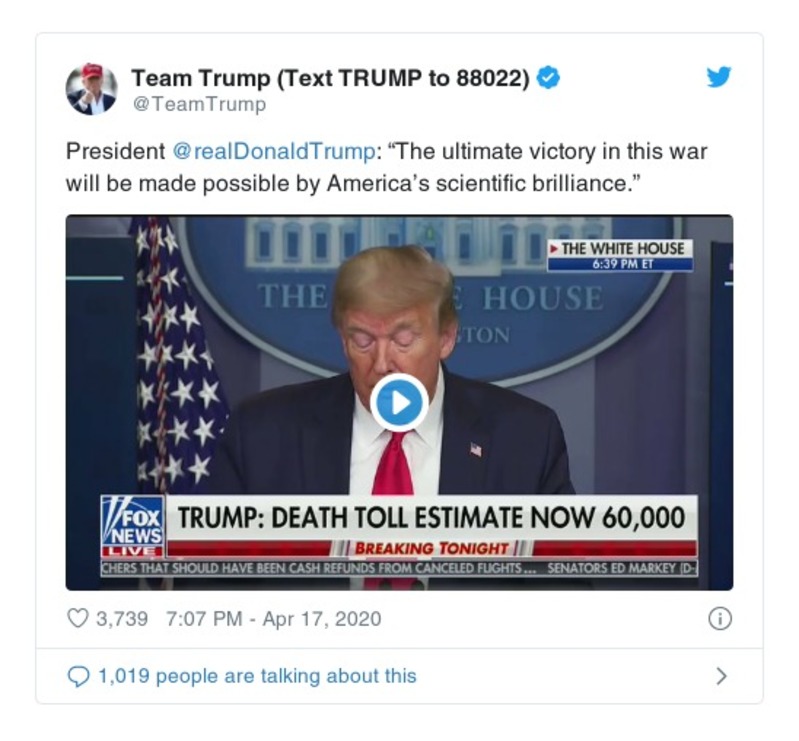 Team Trump (Text TRUMP to 88022)
@TeamTrump
President @realDonaldTrump: “The ultimate victory in this war
will be made possible by America’s scientific brilliance.”
THE WHITE HOUSE
6:39 PM ET
THE E HOUSE
TON
FOX
NEWS
LIVE
TRUMP: DEATH TOLL ESTIMATE NOW 60,000
BREAKING TONIGHT
CHERS THAT SHOULD HAVE BEEN CASH REFUNDS FROM CANCELED FLIGHTS... SENATORS ED MARKEY (D-
3,739 7:07 PM - Apr 17, 2020
1,019 people are talking about this